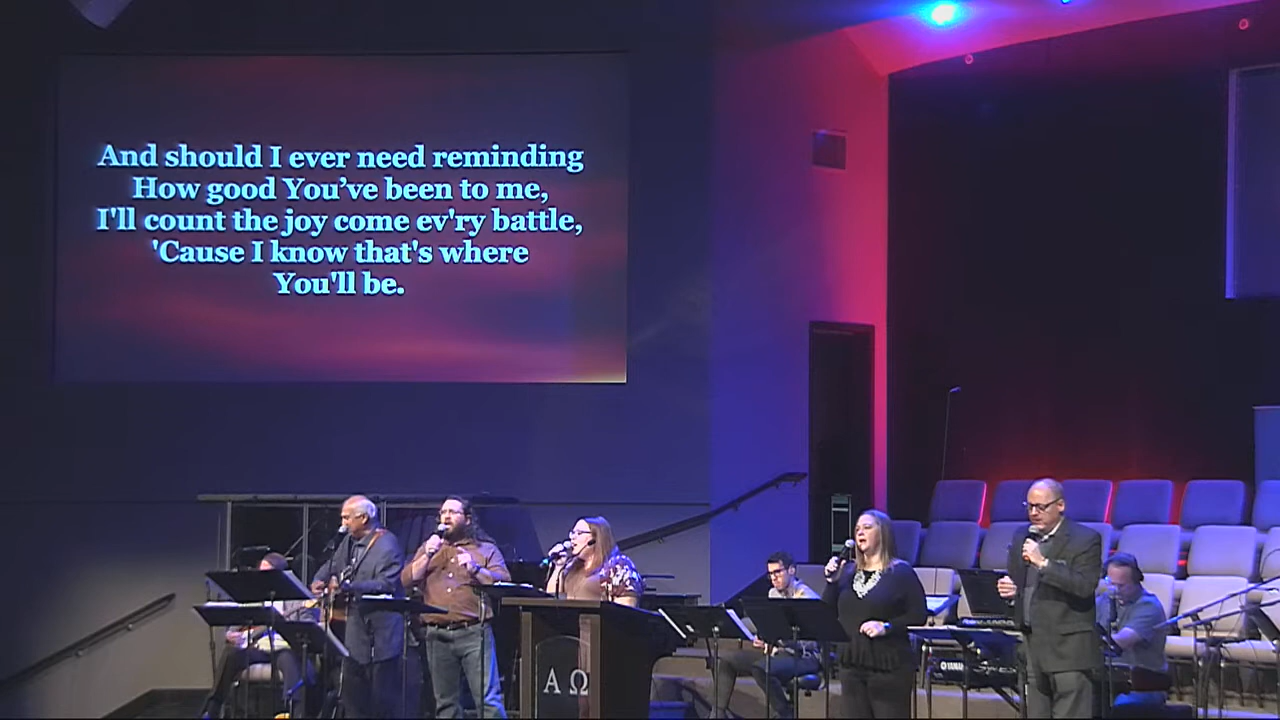 And should I ever need reminding
How good You’ve been to me,
I'll count the joy come ev'ry battle,
'Cause I know that's where
You'll be.
Α Ω
YAMAHA